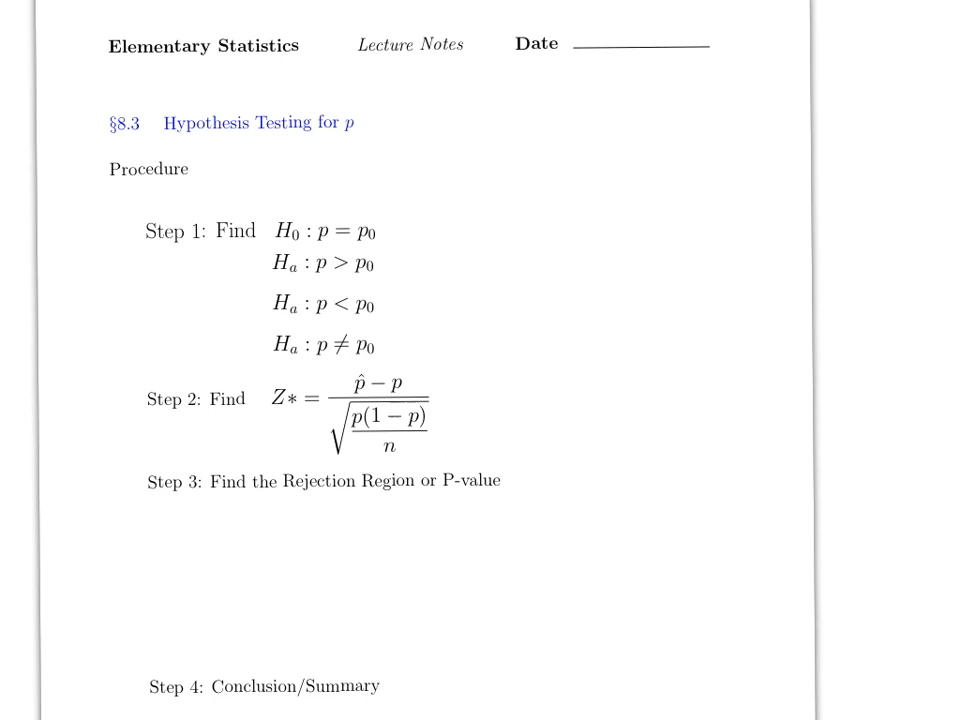 Elementary Statistics Lecture Notes Date
§8.3 Hypothesis Testing for p
Procedure
Step 1: Find H₀ : p = p₀
Hₐ : p > p₀
Hₐ : p < p₀
Hₐ : p ≠ p₀
Step 2: Find Z* = (p̂ − p) / √(p(1 − p)/n)
Step 3: Find the Rejection Region or P-value
Step 4: Conclusion/Summary